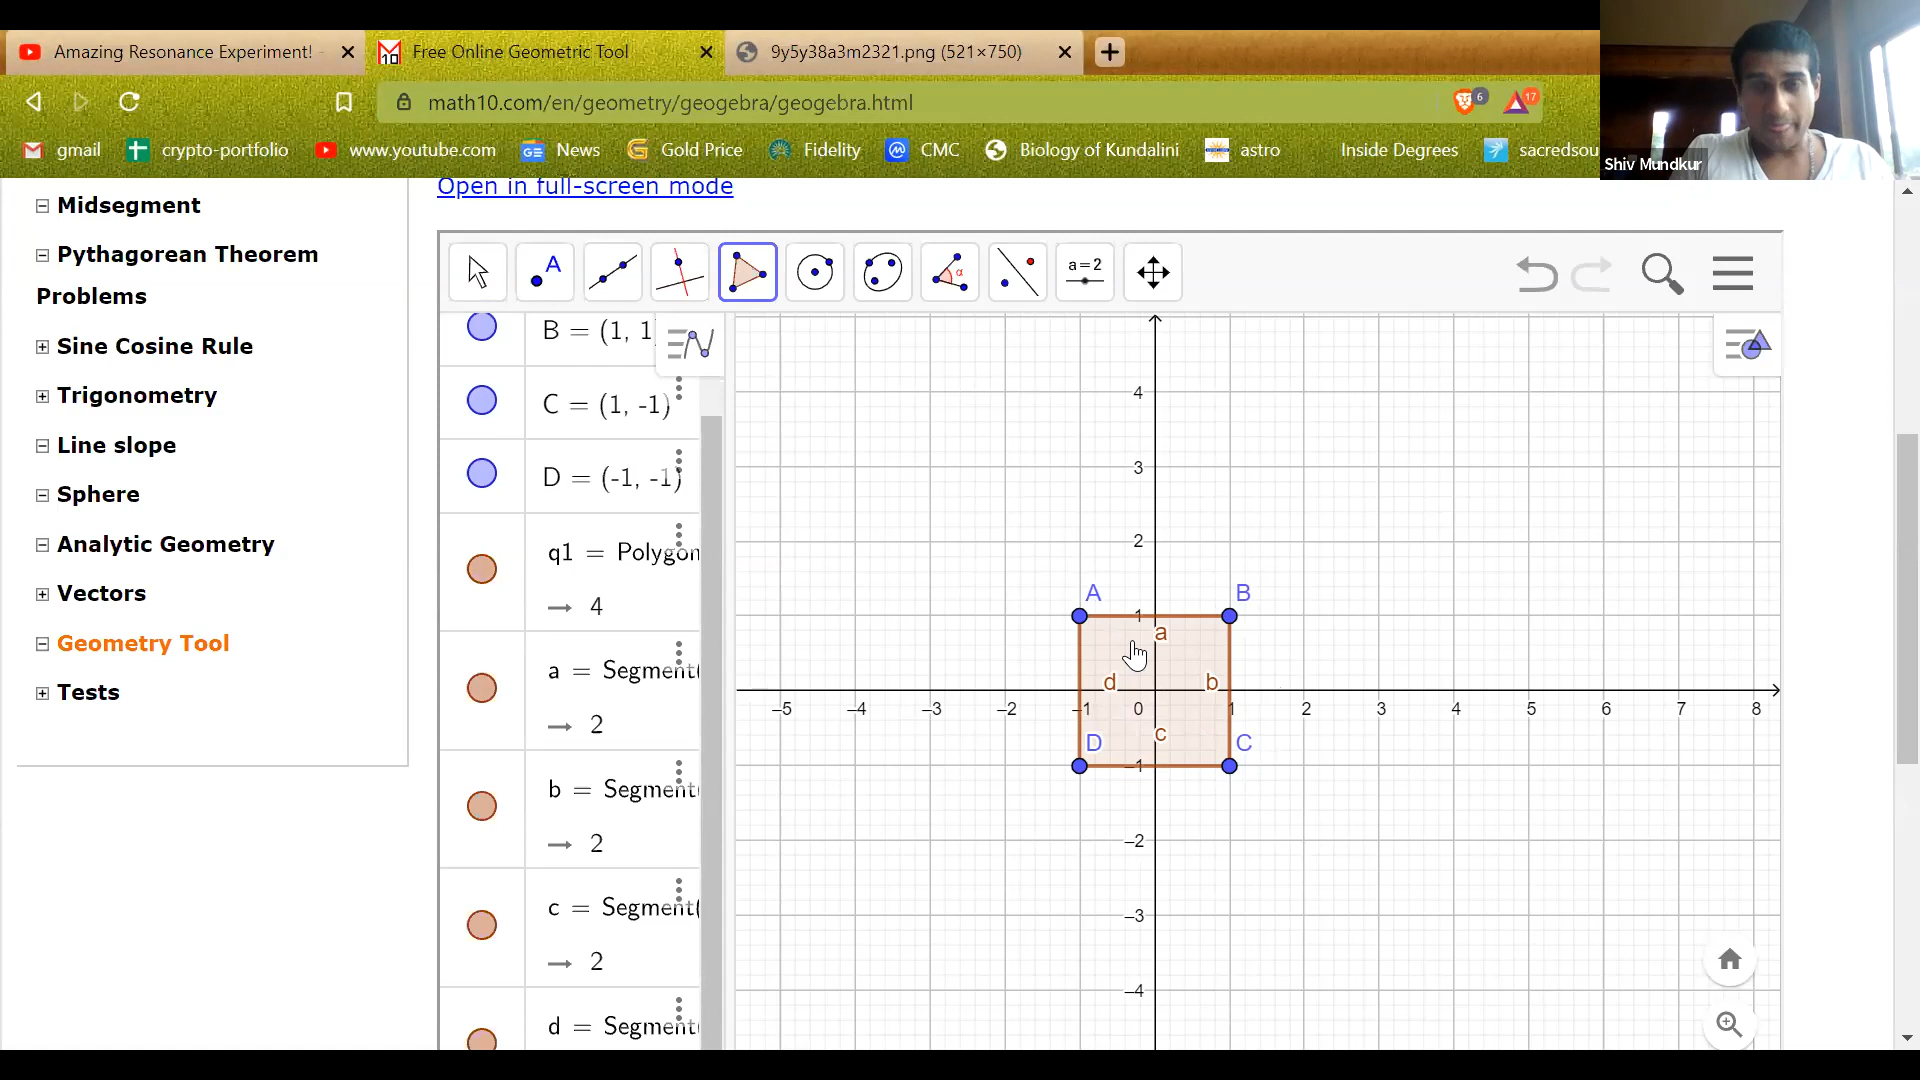 Amazing Resonance Experiment! -
Free Online Geometric Tool
9y5y38a3m2321.png (521×750)
math10.com/en/geometry/geogebra/geogebra.html
6
17
gmail
crypto-portfolio
www.youtube.com
News
Gold Price
Fidelity
CMC
Biology of Kundalini
astro
Inside Degrees
sacredsou
Shiv Mundkur
Open in full-screen mode
Midsegment
Pythagorean Theorem
Problems
Sine Cosine Rule
Trigonometry
Line slope
Sphere
Analytic Geometry
Vectors
Geometry Tool
Tests
A
α
a=2
B = (1, 1
C = (1, -1)
D = (-1, -1)
q1 = Polygon
→ 4
a = Segment(
→ 2
b = Segment(
→ 2
c = Segment(
→ 2
d = Segment(
4
3
2
A
B
1
a
d
b
–5
–4
–3
–2
–1
0
1
2
3
4
5
6
7
8
D
c
C
–1
–2
–3
–4